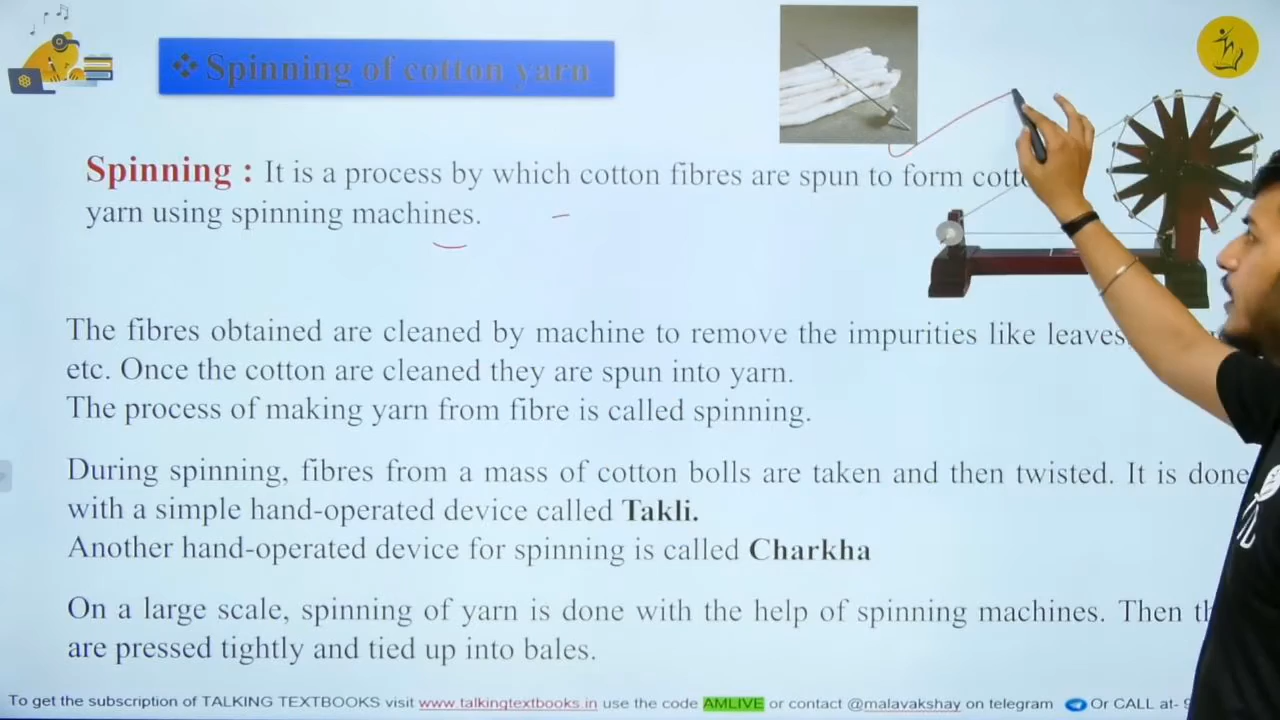 ❖ Spinning of cotton yarn
Spinning : It is a process by which cotton fibres are spun to form
yarn using spinning machines.
The fibres obtained are cleaned by machine to remove the impurities like leaves
etc. Once the cotton are cleaned they are spun into yarn.
The process of making yarn from fibre is called spinning.
During spinning, fibres from a mass of cotton bolls are taken and then twisted. It is done
with a simple hand-operated device called Takli.
Another hand-operated device for spinning is called Charkha
On a large scale, spinning of yarn is done with the help of spinning machines. Then
are pressed tightly and tied up into bales.
To get the subscription of TALKING TEXTBOOKS visit www.talkingtextbooks.in use the code AMLIVE or contact @malavakshay on telegram Or CALL at-